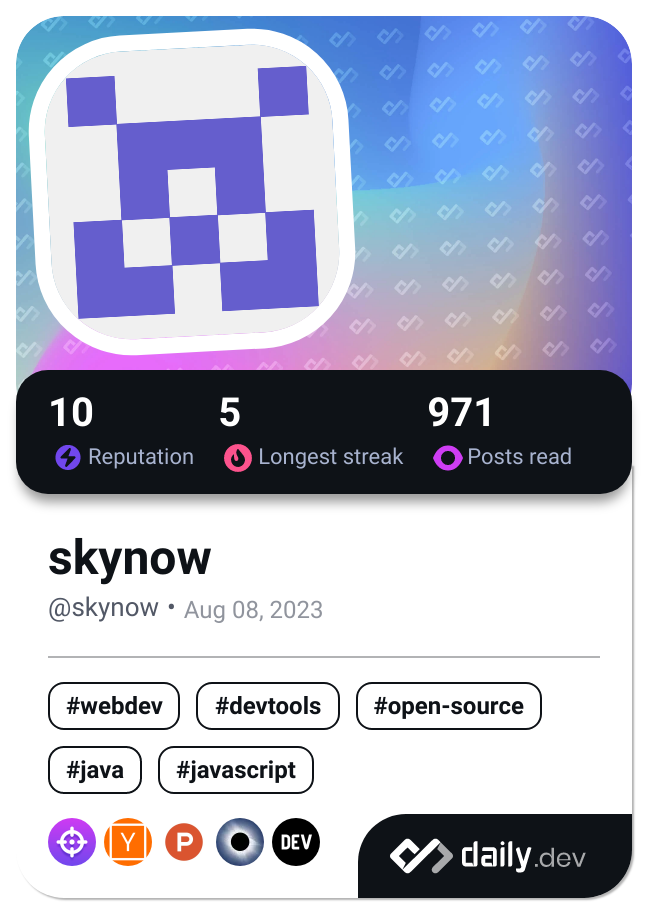 10 5 971
Reputation Longest streak Posts read
skynow
@skynow • Aug 08, 2023
#webdev #devtools #open-source
#java #javascript
Y P DEV
daily.dev